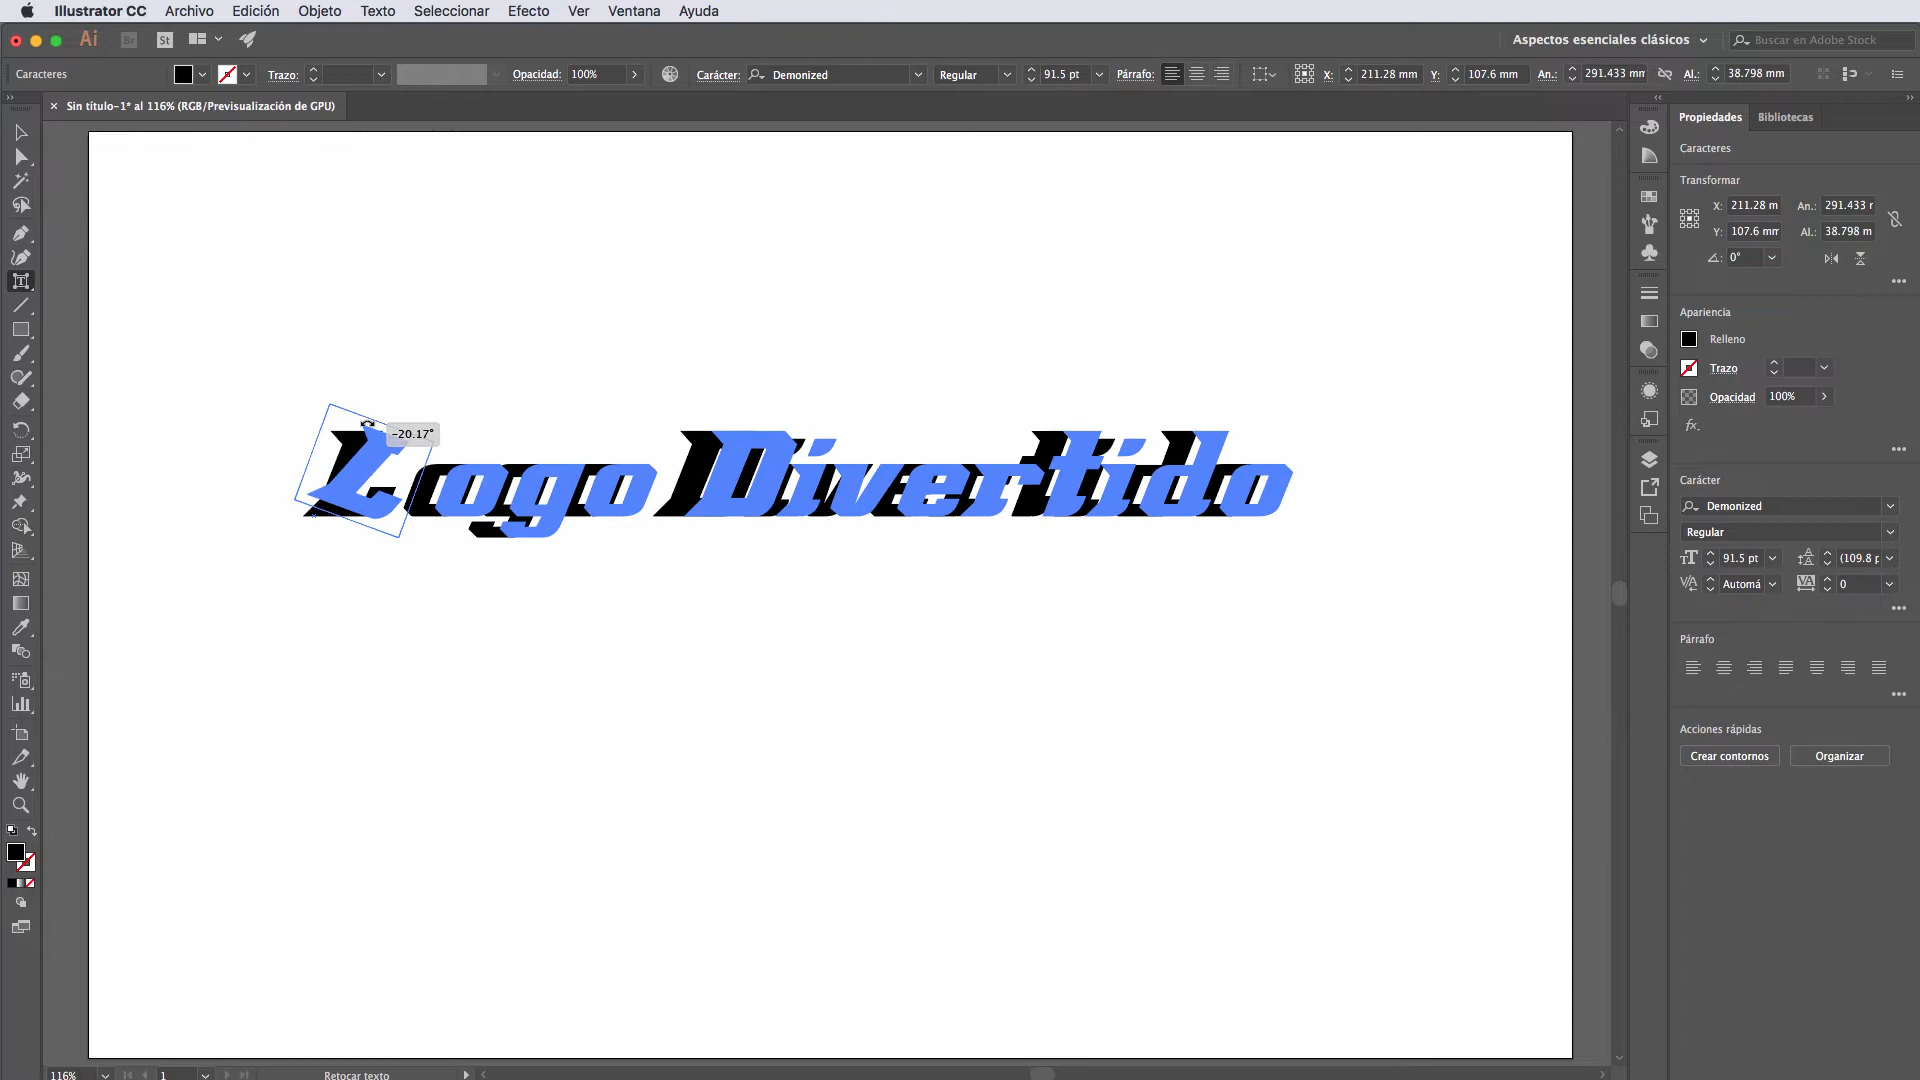 Illustrator CC Archivo Edición Objeto Texto Seleccionar Efecto Ver Ventana Ayuda
Ai Br St Aspectos esenciales clásicos Buscar en Adobe Stock
Caracteres Trazo: Opacidad: 100% Carácter: Demonized Regular 91.5 pt Párrafo: X: 211.28 mm Y: 107.6 mm An.: 291.433 mm Al.: 38.798 mm
Sin título-1* al 116% (RGB/Previsualización de GPU)
Propiedades Bibliotecas
Caracteres
Transformar
X: 211.28 m An.: 291.433 r
Y: 107.6 mm Al.: 38.798 m
0°
Apariencia
Relleno
Trazo
Opacidad 100%
fx.
Carácter
Demonized
Regular
91.5 pt (109.8 p
Automá 0
Párrafo
Acciones rápidas
Crear contornos Organizar
-20.17°
Logo Divertido
116% 1 Retocar texto